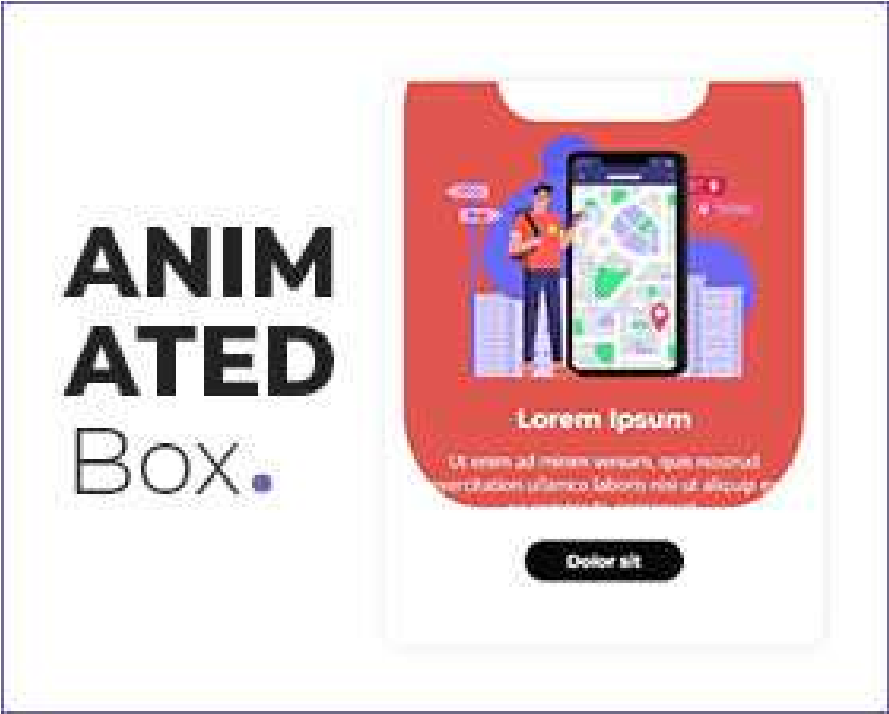 ANIM
ATED
Box.
Lorem Ipsum
Ut enim ad minim veniam, quis nostrud
exercitation ullamco laboris nisi ut aliquip
Dolor sit